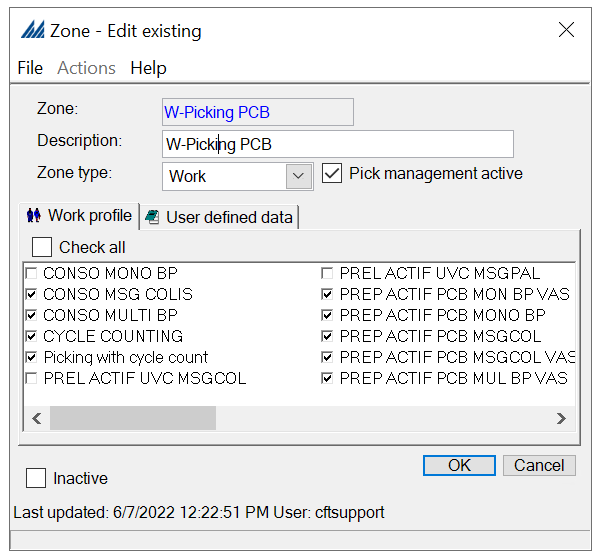 Zone - Edit existing
File Actions Help
Zone: W-Picking PCB
Description: W-Picking PCB
Zone type: Work Pick management active
Work profile User defined data
Check all
CONSO MONO BP PREL ACTIF UVC MSGPAL
CONSO MSG COLIS PREP ACTIF PCB MON BP VAS
CONSO MULTI BP PREP ACTIF PCB MONO BP
CYCLE COUNTING PREP ACTIF PCB MSGCOL
Picking with cycle count PREP ACTIF PCB MSGCOL VAS
PREL ACTIF UVC MSGCOL PREP ACTIF PCB MUL BP VAS
OK Cancel
Inactive
Last updated: 6/7/2022 12:22:51 PM User: cftsupport